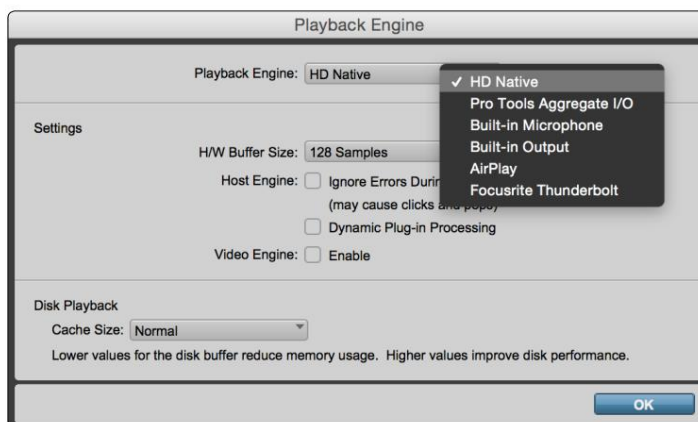 Playback Engine
Playback Engine: HD Native
✓ HD Native
Pro Tools Aggregate I/O
Built-in Microphone
Built-in Output
AirPlay
Focusrite Thunderbolt
Settings
H/W Buffer Size: 128 Samples
Host Engine: Ignore Errors Durin
(may cause clicks and pops)
Dynamic Plug-in Processing
Video Engine: Enable
Disk Playback
Cache Size: Normal
Lower values for the disk buffer reduce memory usage. Higher values improve disk performance.
OK